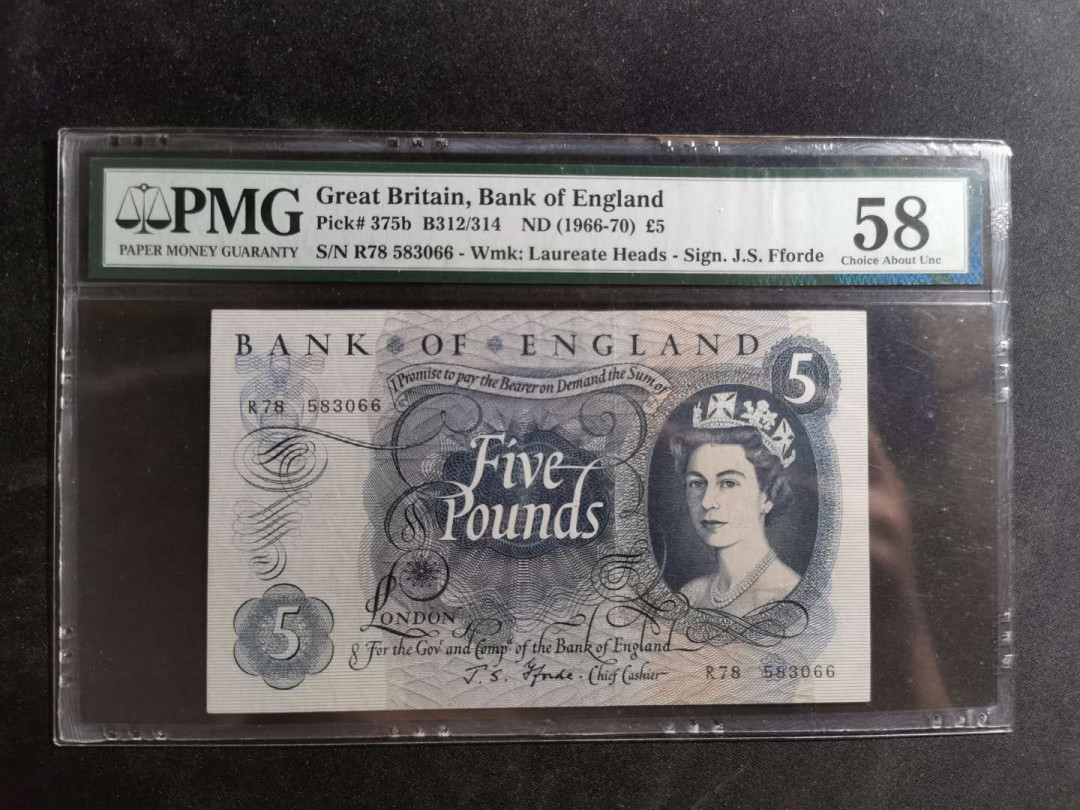 PMG
PAPER MONEY GUARANTY
Great Britain, Bank of England
Pick# 375b B312/314 ND (1966-70) £5
S/N R78 583066 - Wmk: Laureate Heads - Sign. J.S. Fforde
58
Choice About Unc
BANK OF ENGLAND
5
I Promise to pay the Bearer on Demand the Sum of
R78 583066
Five
Pounds
5
LONDON
For the Govr and Compa of the Bank of England
J. S. Fforde Chief Cashier
R78 583066